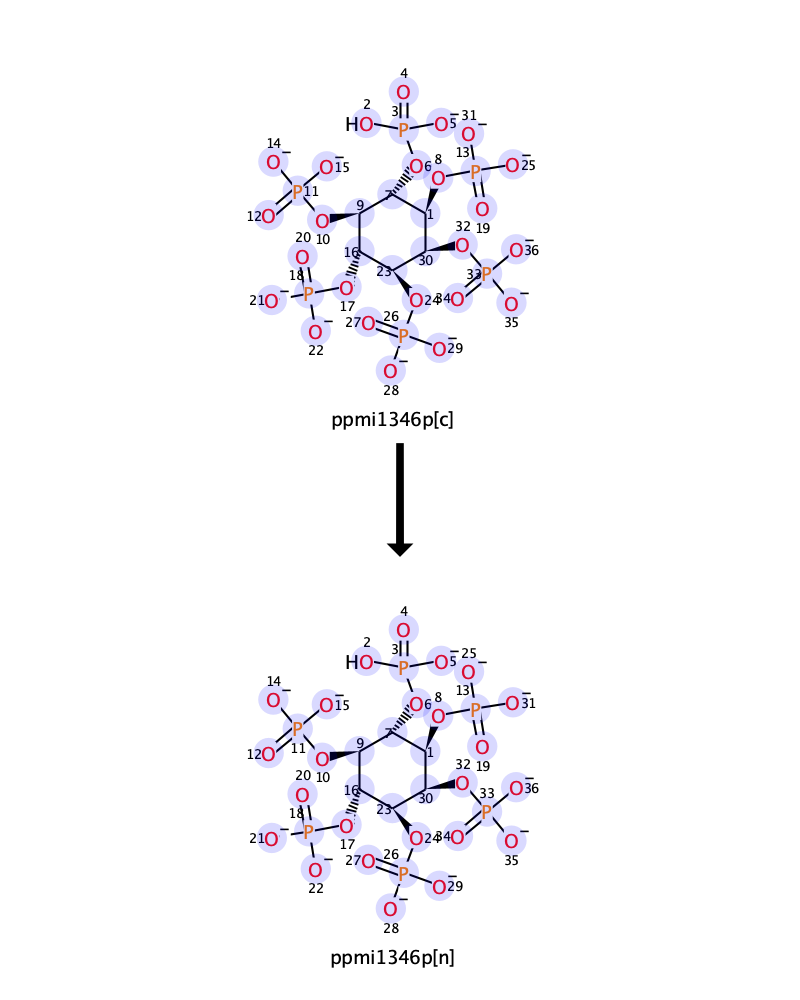 4
2
3
HO P O⁻ 5
31
O⁻
14
O⁻
O⁻ 15
O 6
8
O
13
P
O⁻ 25
P 11
7
O
19
12 O
O
10
9
1
32
20
O
16
30
O
O⁻ 36
18
P
O
17
23
33
P
21 O⁻
O 24
34 O
O⁻
35
O⁻
22
27 O
26
P
O⁻ 29
O⁻
28
ppmi1346p[c]
4
O
2
3
HO P O⁻ 5
25
O⁻
14
O⁻
O⁻ 15
O 6
8
O
13
P
O⁻ 31
P
11
7
O
19
12 O
O
10
9
1
32
20
O
16
30
O
O⁻ 36
18
P
O
17
23
33
P
21 O⁻
O 24
34 O
O⁻
35
O⁻
22
27 O
26
P
O⁻ 29
O⁻
28
ppmi1346p[n]